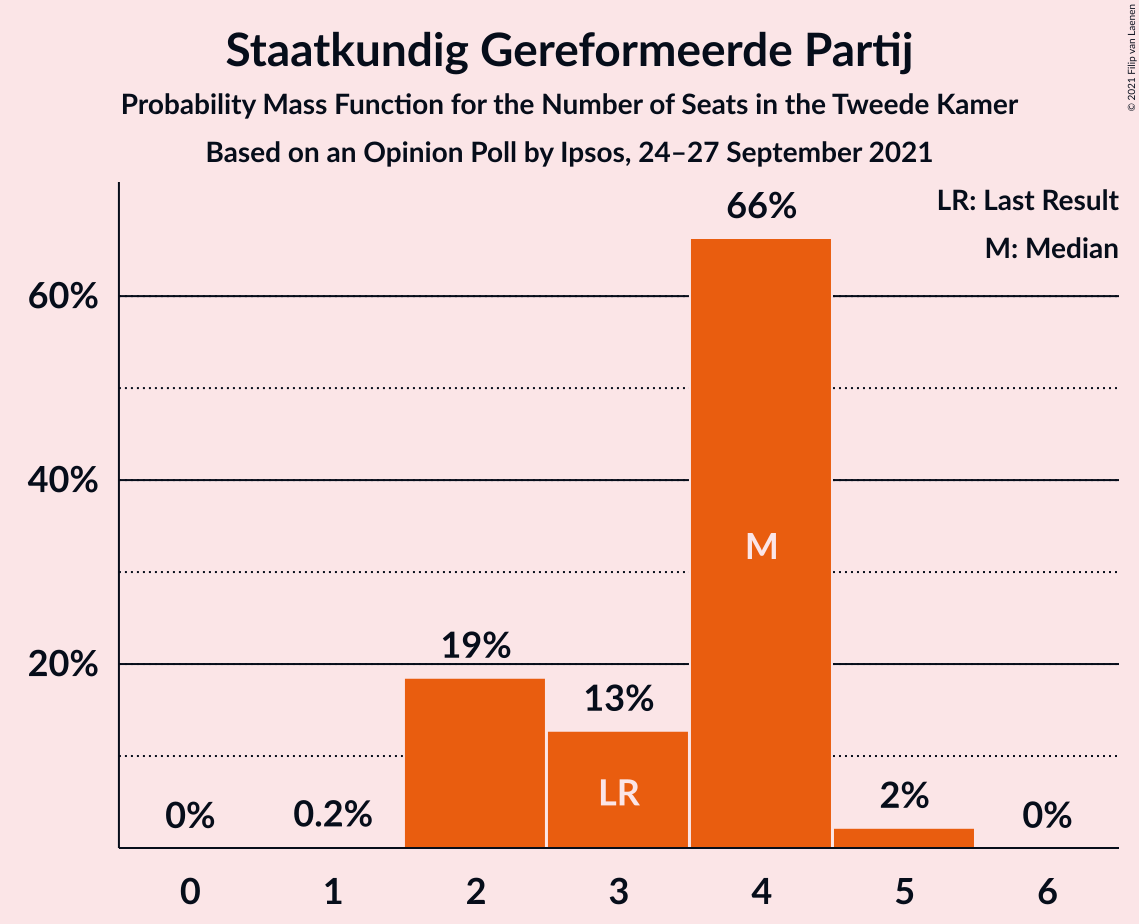 Staatkundig Gereformeerde Partij
Probability Mass Function for the Number of Seats in the Tweede Kamer
Based on an Opinion Poll by Ipsos, 24–27 September 2021
© 2021 Filip van Laenen
LR: Last Result
M: Median
66%
60%
40%
M
19%
20%
13%
LR
0%
0.2%
2%
0%
0 1 2 3 4 5 6